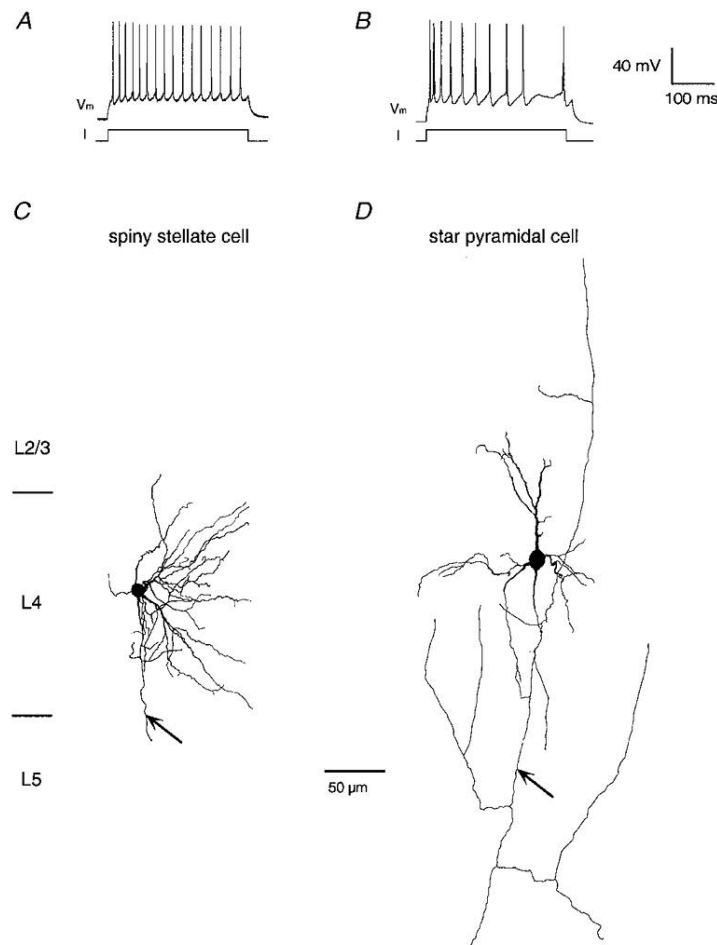 A
B
40 mV
100 ms
Vm
I
Vm
I
C
D
spiny stellate cell
star pyramidal cell
L2/3
L4
L5
50 µm